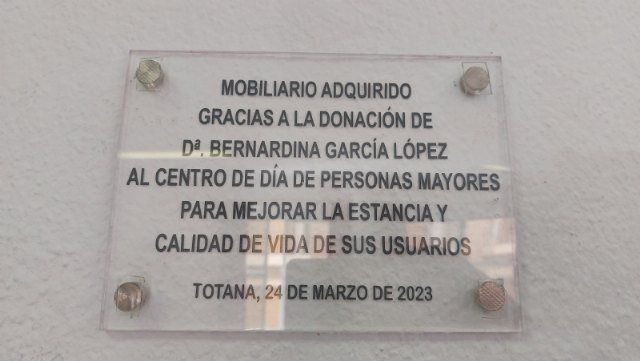 MOBILIARIO ADQUIRIDO
GRACIAS A LA DONACIÓN DE
Dª. BERNARDINA GARCÍA LÓPEZ
AL CENTRO DE DÍA DE PERSONAS MAYORES
PARA MEJORAR LA ESTANCIA Y
CALIDAD DE VIDA DE SUS USUARIOS
TOTANA, 24 DE MARZO DE 2023